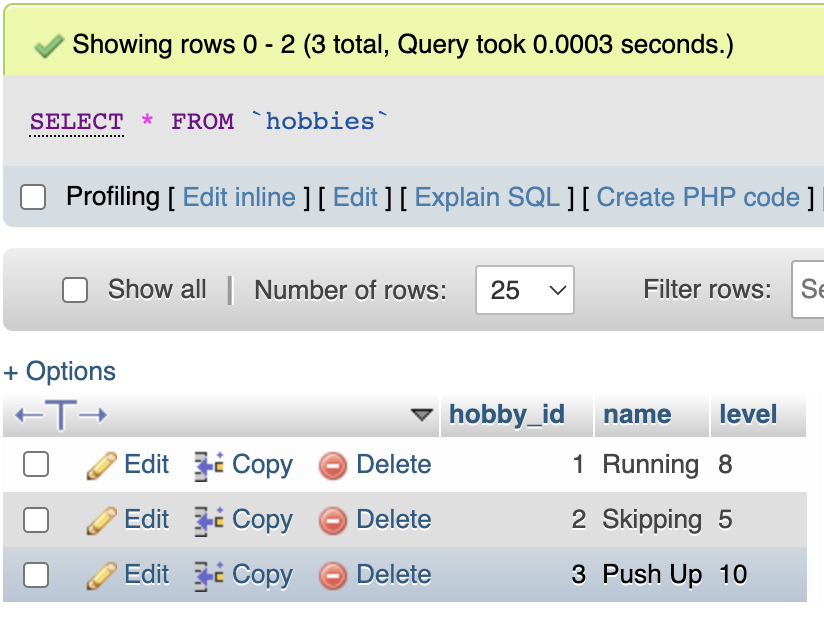 Showing rows 0 - 2 (3 total, Query took 0.0003 seconds.)
SELECT * FROM `hobbies`
Profiling [ Edit inline ] [ Edit ] [ Explain SQL ] [ Create PHP code ]
Show all | Number of rows: 25 Filter rows:
+ Options
hobby_id name level
Edit Copy Delete 1 Running 8
Edit Copy Delete 2 Skipping 5
Edit Copy Delete 3 Push Up 10